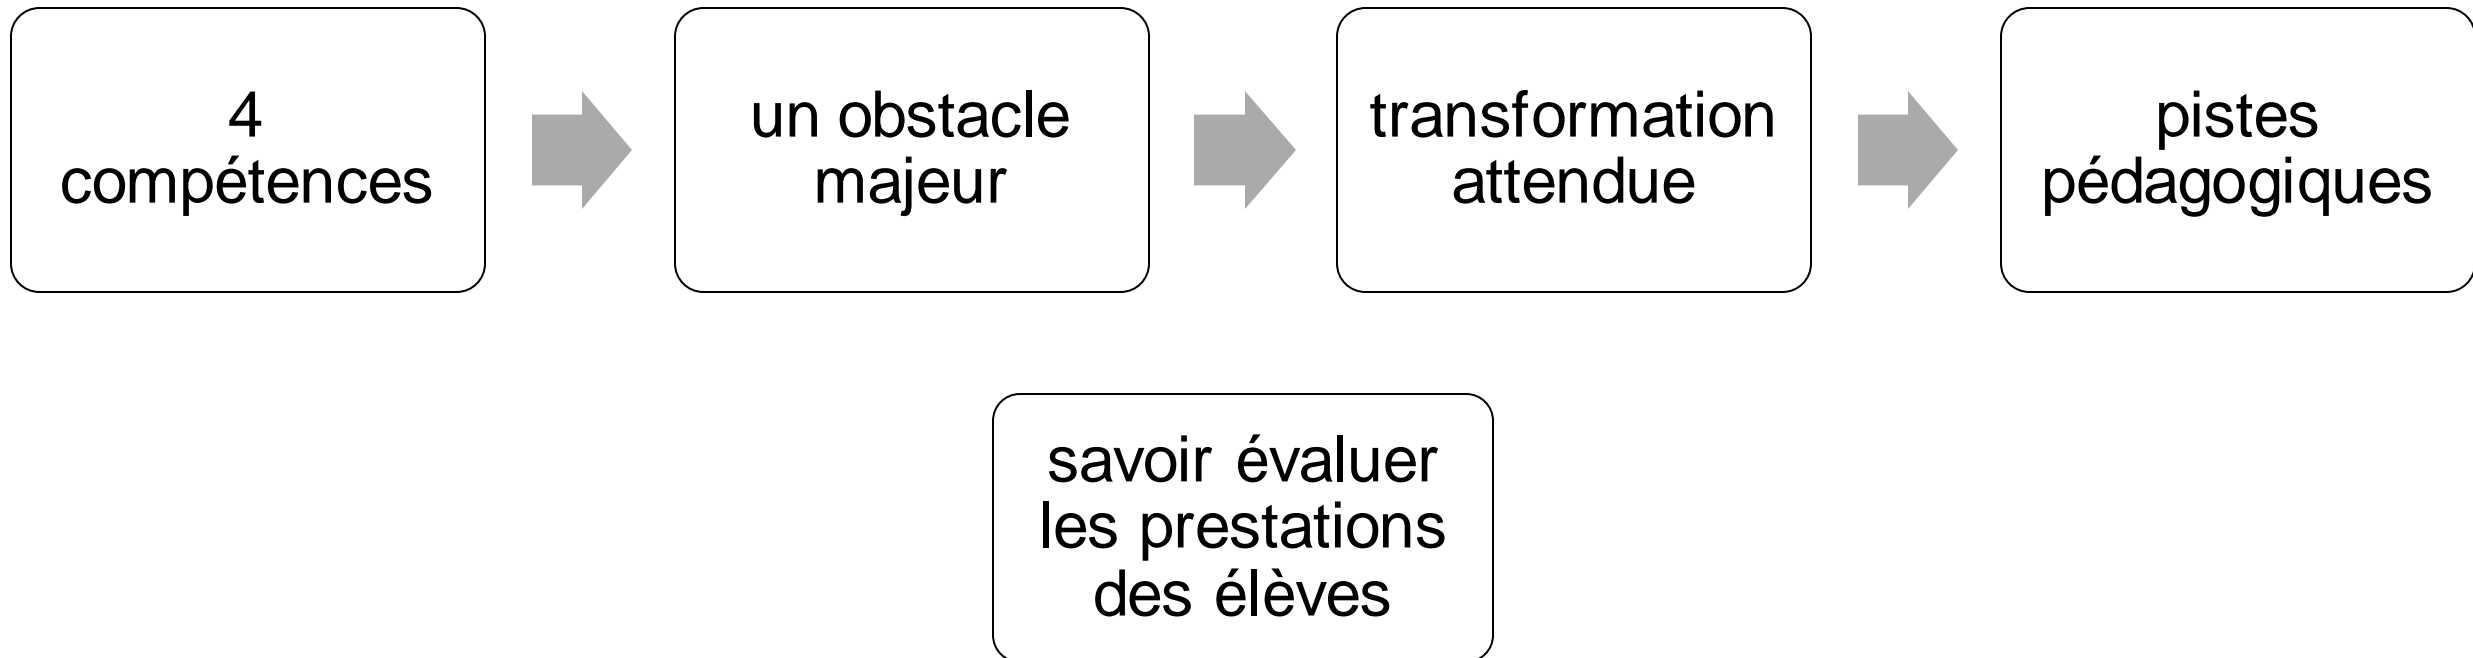 4
compétences
un obstacle
majeur
transformation
attendue
pistes
pédagogiques
savoir évaluer
les prestations
des élèves